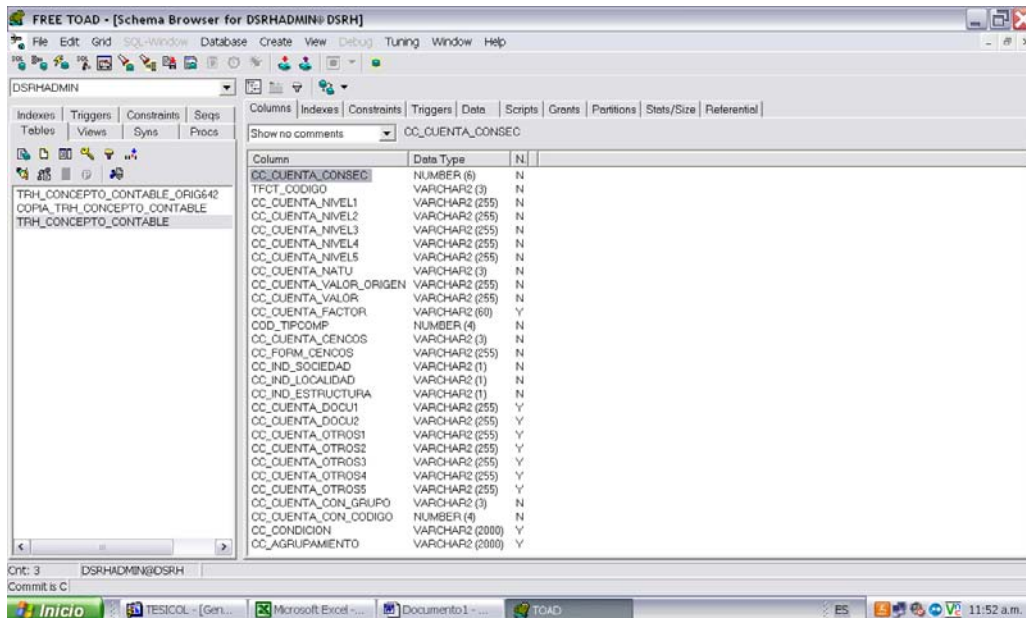 FREE TOAD - [Schema Browser for DSRHADMIN@ DSRH]
File Edit Grid SQL-Window Database Create View Debug Tuning Window Help
DSRHADMIN
Indexes Triggers Constraints Seqs
Tables Views Syns Procs
TRH_CONCEPTO_CONTABLE_ORIG642
COPIA_TRH_CONCEPTO_CONTABLE
TRH_CONCEPTO_CONTABLE
Columns Indexes Constraints Triggers Data Scripts Grants Partitions Stats/Size Referential
Show no comments CC_CUENTA_CONSEC
Column Data Type N.
CC_CUENTA_CONSEC NUMBER (6) N
TFCT_CODIGO VARCHAR2 (3) N
CC_CUENTA_NIVEL1 VARCHAR2 (255) N
CC_CUENTA_NIVEL2 VARCHAR2 (255) N
CC_CUENTA_NIVEL3 VARCHAR2 (255) N
CC_CUENTA_NIVEL4 VARCHAR2 (255) N
CC_CUENTA_NIVEL5 VARCHAR2 (255) N
CC_CUENTA_NATU VARCHAR2 (3) N
CC_CUENTA_VALOR_ORIGEN VARCHAR2 (255) N
CC_CUENTA_VALOR VARCHAR2 (255) N
CC_CUENTA_FACTOR VARCHAR2 (60) Y
COD_TIPCOMP NUMBER (4) N
CC_CUENTA_CENCOS VARCHAR2 (3) N
CC_FORM_CENCOS VARCHAR2 (255) N
CC_IND_SOCIEDAD VARCHAR2 (1) N
CC_IND_LOCALIDAD VARCHAR2 (1) N
CC_IND_ESTRUCTURA VARCHAR2 (1) N
CC_CUENTA_DOCU1 VARCHAR2 (255) Y
CC_CUENTA_DOCU2 VARCHAR2 (255) Y
CC_CUENTA_OTROS1 VARCHAR2 (255) Y
CC_CUENTA_OTROS2 VARCHAR2 (255) Y
CC_CUENTA_OTROS3 VARCHAR2 (255) Y
CC_CUENTA_OTROS4 VARCHAR2 (255) Y
CC_CUENTA_OTROS5 VARCHAR2 (255) Y
CC_CUENTA_CON_GRUPO VARCHAR2 (3) N
CC_CUENTA_CON_CODIGO NUMBER (4) N
CC_CONDICION VARCHAR2 (2000) Y
CC_AGRUPAMIENTO VARCHAR2 (2000) Y
Cnt: 3 DSRHADMIN@DSRH
Commit is C
Inicio TESICOL - [Gen... Microsoft Excel -... Documento1 - ... TOAD ES 11:52 a.m.